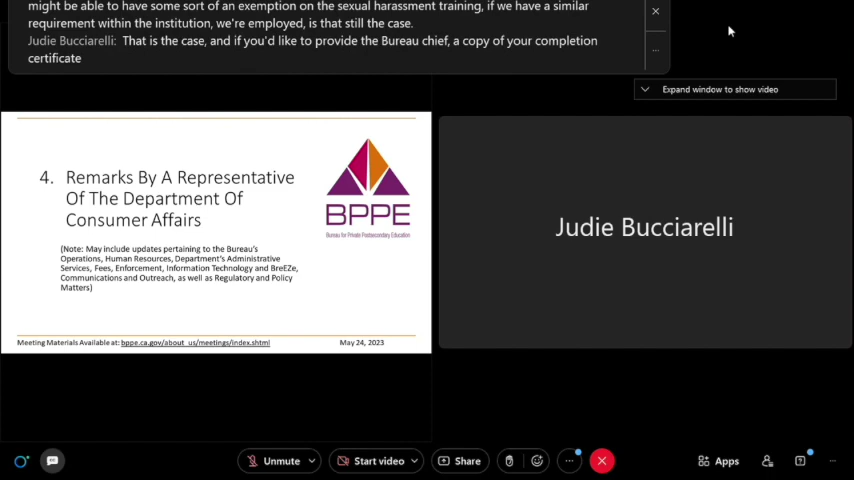 might be able to have some sort of an exemption on the sexual harassment training, if we have a similar
requirement within the institution, we're employed, is that still the case.
Judie Bucciarelli: That is the case, and if you'd like to provide the Bureau chief, a copy of your completion
certificate
Expand window to show video
4. Remarks By A Representative
Of The Department Of
Consumer Affairs
(Note: May include updates pertaining to the Bureau's
Operations, Human Resources, Department's Administrative
Services, Fees, Enforcement, Information Technology and BreEZe,
Communications and Outreach, as well as Regulatory and Policy
Matters)
BPPE
Bureau for Private Postsecondary Education
Meeting Materials Available at: bppe.ca.gov/about_us/meetings/index.shtml
May 24, 2023
Judie Bucciarelli
Unmute
Start video
Share
Apps